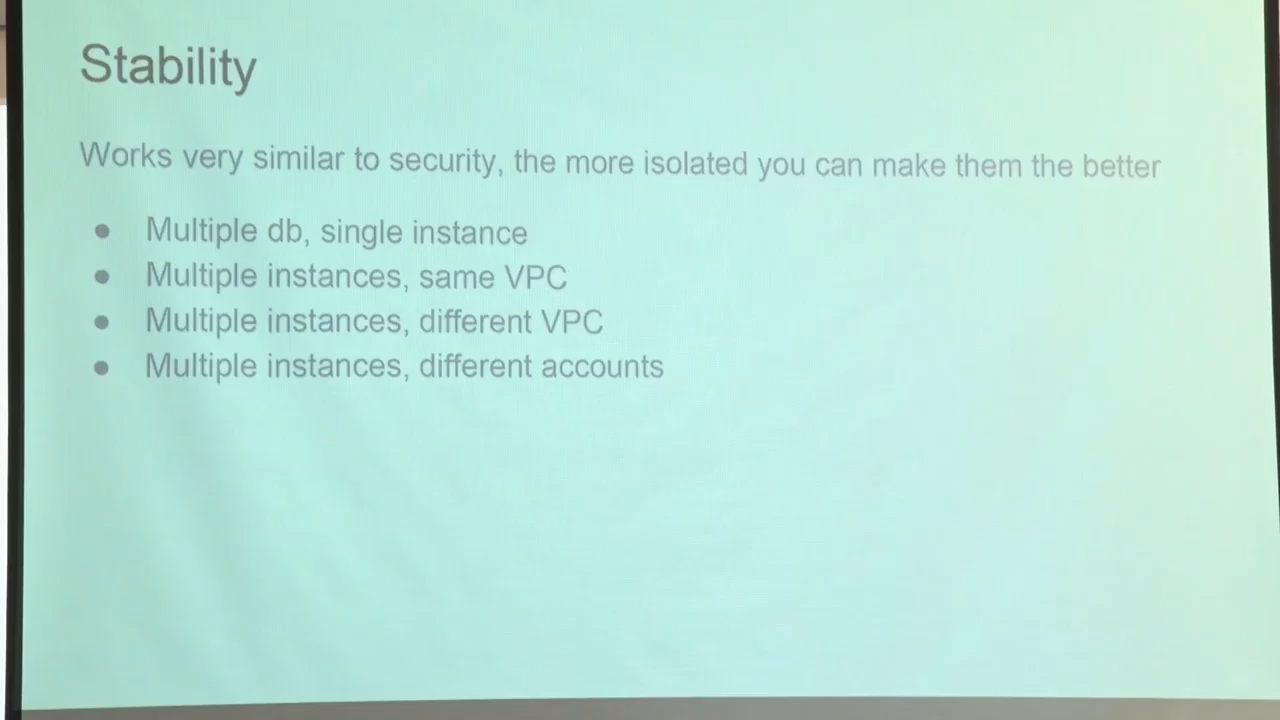 Stability
Works very similar to security, the more isolated you can make them the better
● Multiple db, single instance
● Multiple instances, same VPC
● Multiple instances, different VPC
● Multiple instances, different accounts